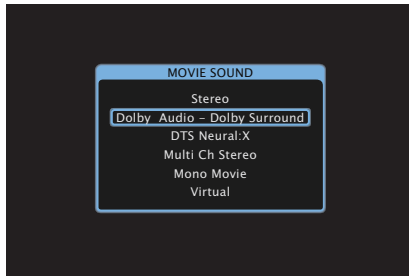 MOVIE SOUND
Stereo
Dolby Audio – Dolby Surround
DTS Neural:X
Multi Ch Stereo
Mono Movie
Virtual